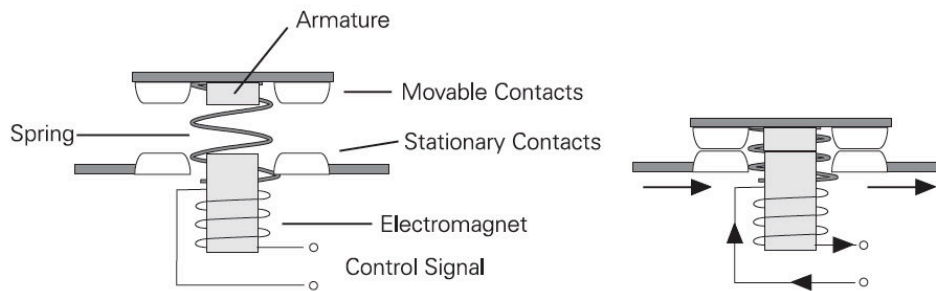 Armature
Movable Contacts
Spring
Stationary Contacts
Electromagnet
Control Signal